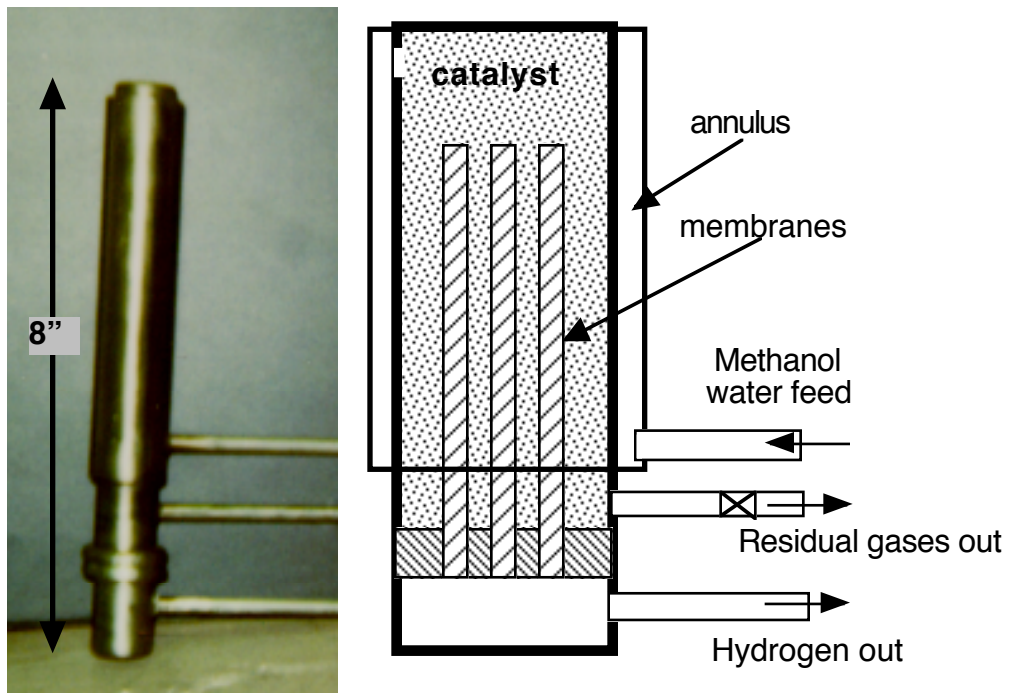 8”
catalyst
annulus
membranes
Methanol
water feed
Residual gases out
Hydrogen out